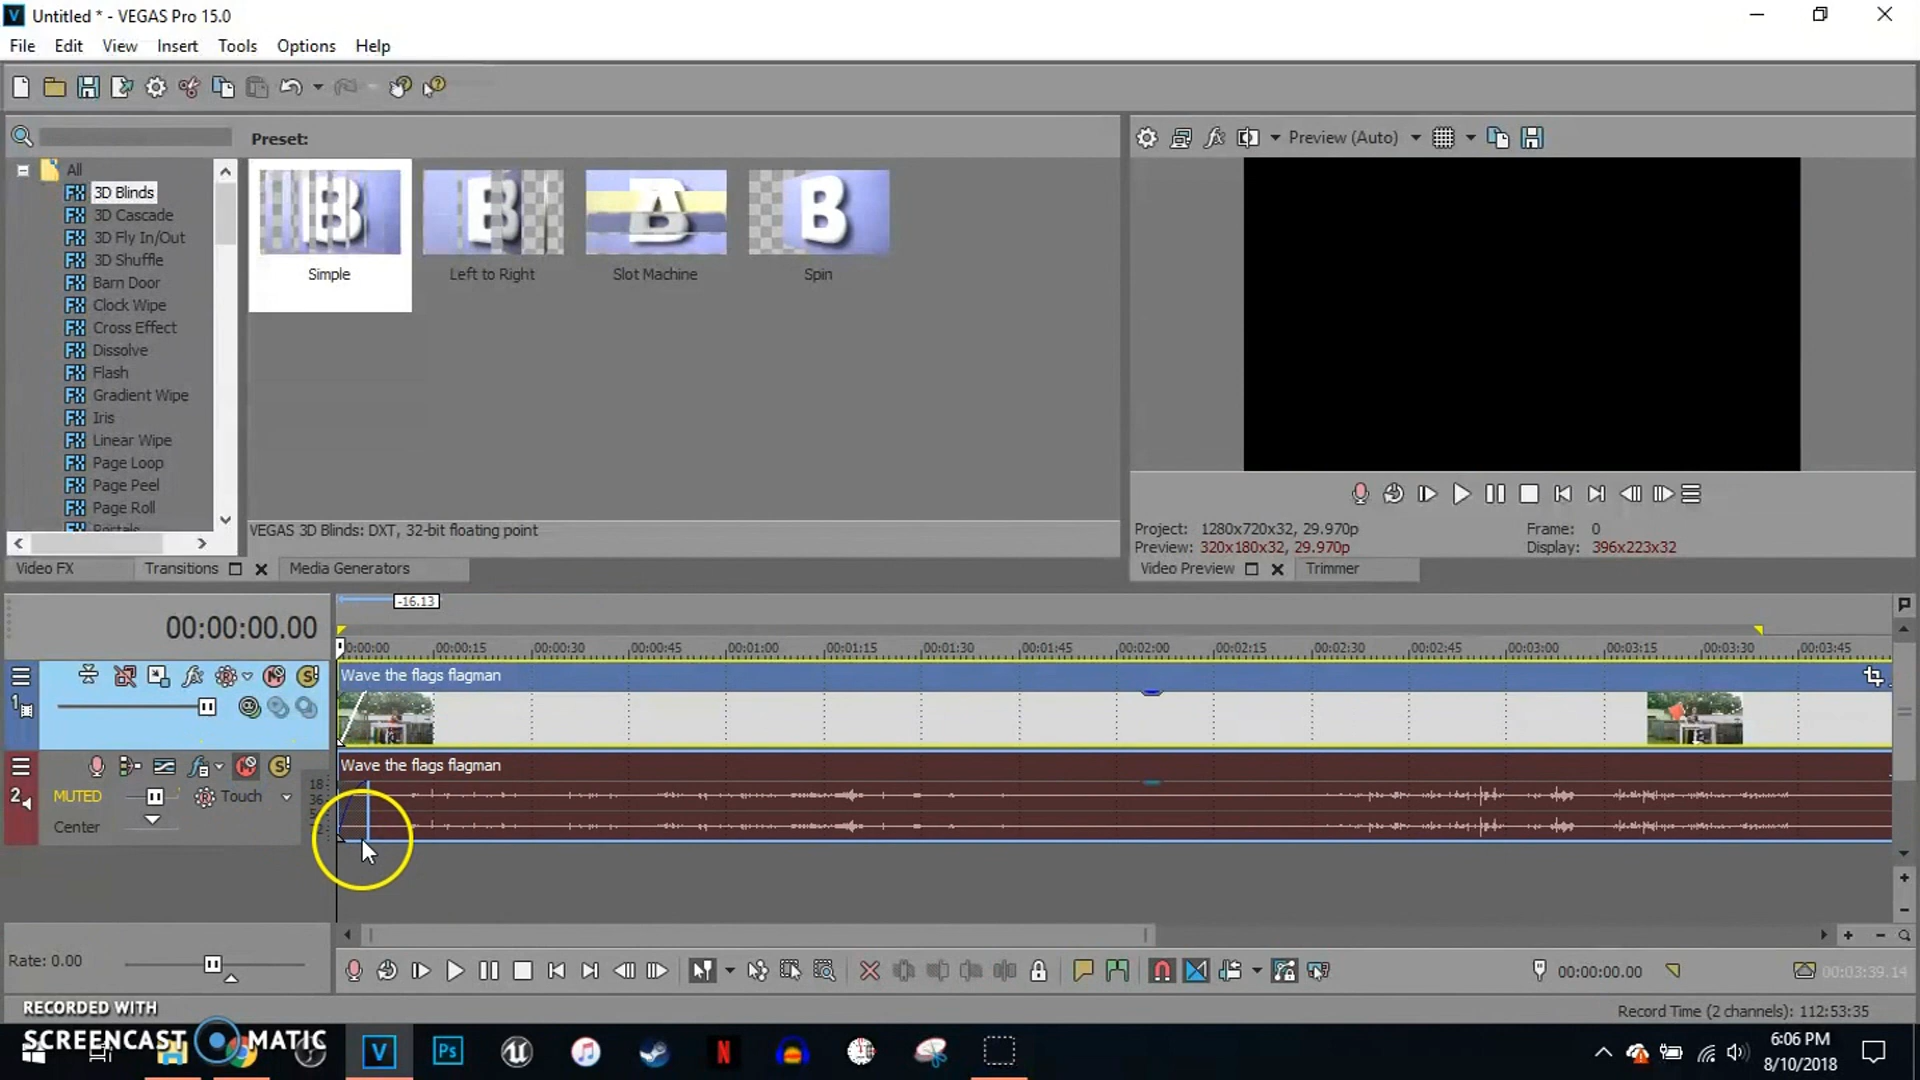 Untitled * - VEGAS Pro 15.0
File Edit View Insert Tools Options Help
Preset:
All
3D Blinds
3D Cascade
3D Fly In/Out
3D Shuffle
Barn Door
Clock Wipe
Cross Effect
Dissolve
Flash
Gradient Wipe
Iris
Linear Wipe
Page Loop
Page Peel
Page Roll
Portals
Simple
Left to Right
Slot Machine
Spin
VEGAS 3D Blinds: DXT, 32-bit floating point
Video FX Transitions Media Generators
Preview (Auto)
Project: 1280x720x32, 29.970p Frame: 0
Preview: 320x180x32, 29.970p Display: 396x223x32
Video Preview Trimmer
00:00:00.00
-16.13
00:00:15 00:00:30 00:00:45 00:01:00 00:01:15 00:01:30 00:01:45 00:02:00 00:02:15 00:02:30 00:02:45 00:03:00 00:03:15 00:03:30 00:03:45
1
Wave the flags flagman
2
Wave the flags flagman
MUTED Touch
Center
18
36
Rate: 0.00
00:00:00.00 00:03:39.14
Record Time (2 channels): 112:53:35
RECORDED WITH
SCREENCAST MATIC
6:06 PM
8/10/2018